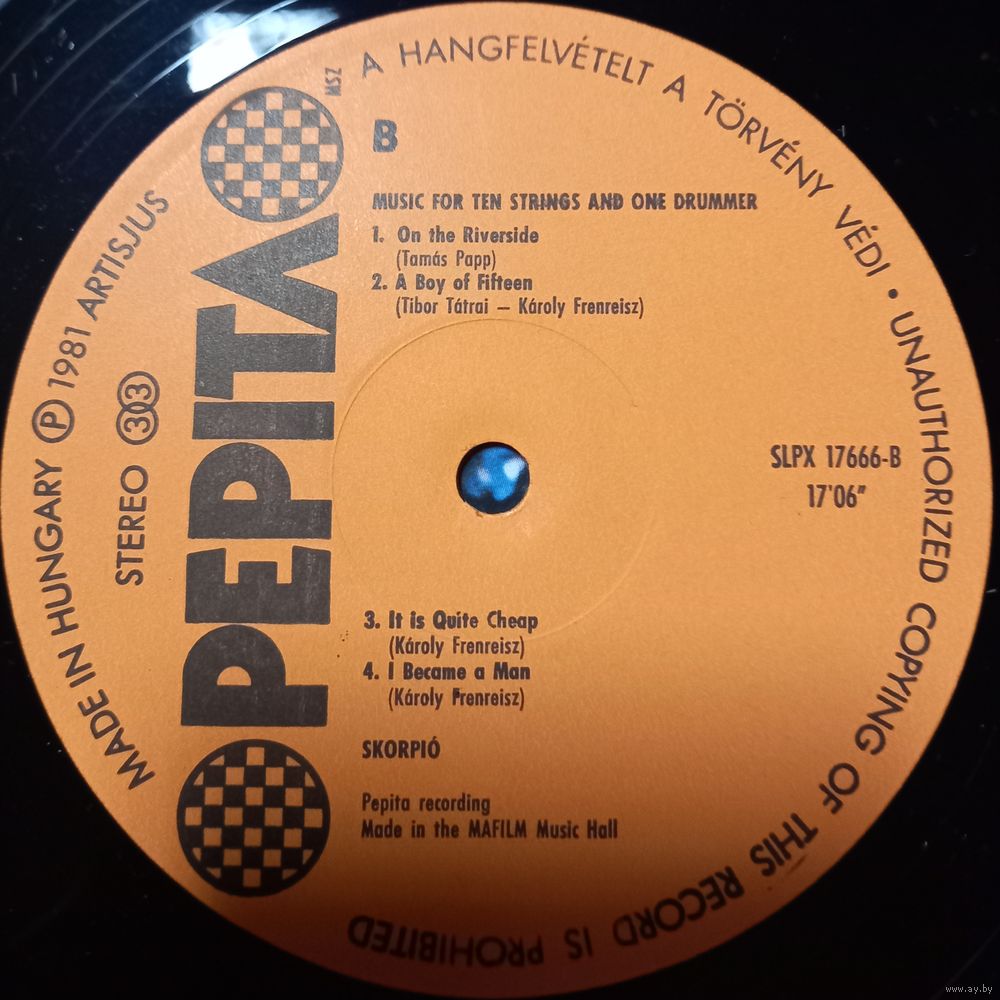 A HANGFELVÉTELT A TÖRVÉNY VÉDI • UNAUTHORIZED COPYING OF THIS RECORD IS PROHIBITED
MADE IN HUNGARY Ⓟ 1981 ARTISJUS
STEREO 33
PEPITA
MSZ
B
MUSIC FOR TEN STRINGS AND ONE DRUMMER
1. On the Riverside
(Tamás Papp)
2. A Boy of Fifteen
(Tibor Tátrai – Károly Frenreisz)
SLPX 17666-B
17'06"
3. It is Quite Cheap
(Károly Frenreisz)
4. I Became a Man
(Károly Frenreisz)
SKORPIÓ
Pepita recording
Made in the MAFILM Music Hall
www.ay.by